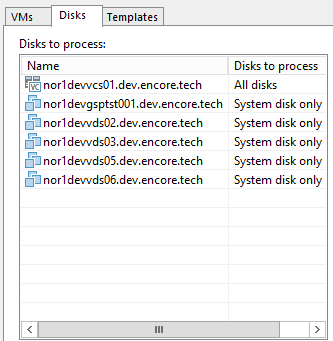 VMs Disks Templates
Disks to process:
Name Disks to process
VC nor1devvcs01.dev.encore.tech All disks
nor1devgsptst001.dev.encore.tech System disk only
nor1devvds02.dev.encore.tech System disk only
nor1devvds03.dev.encore.tech System disk only
nor1devvds05.dev.encore.tech System disk only
nor1devvds06.dev.encore.tech System disk only